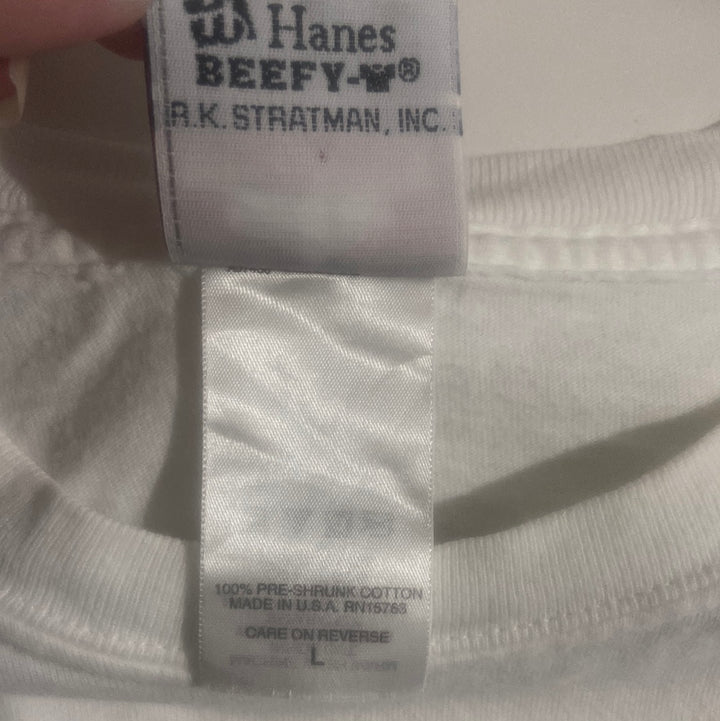 Hanes
BEEFY-®
R.K. STRATMAN, INC.
100% PRE-SHRUNK COTTON
MADE IN U.S.A. RN15763
CARE ON REVERSE
L